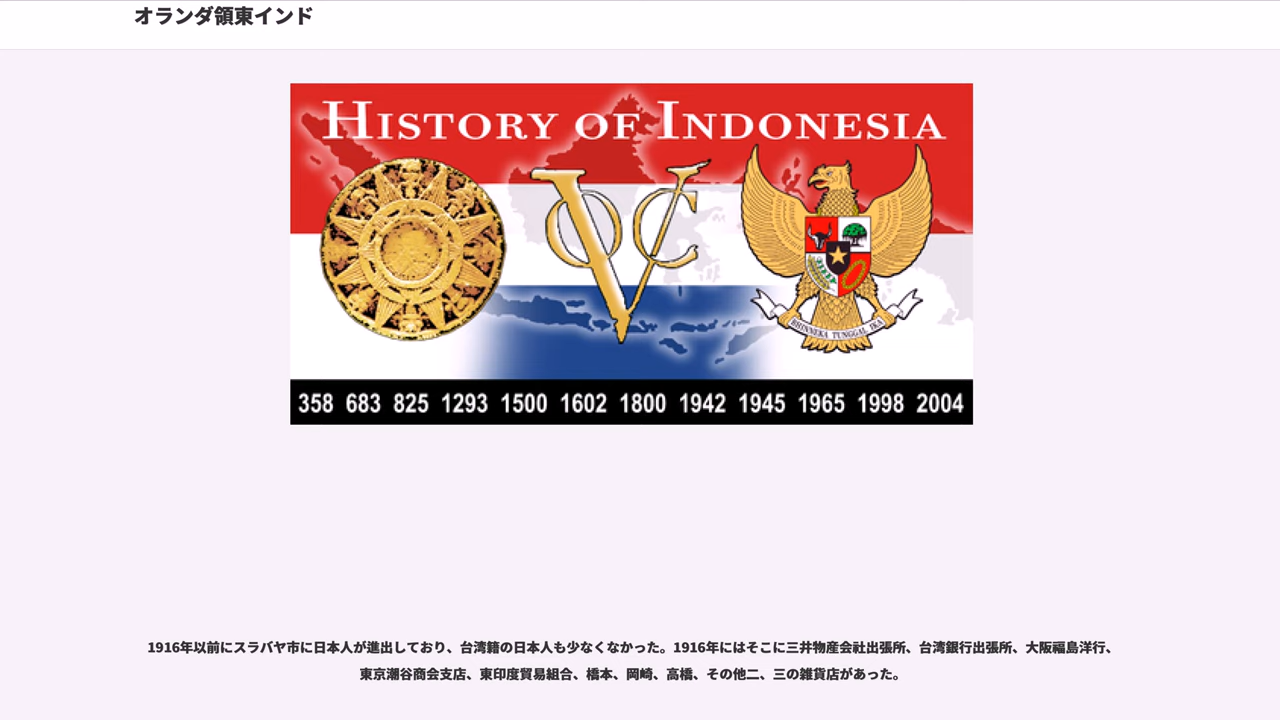 オランダ領東インド
HISTORY OF INDONESIA
VOC
BHINNEKA TUNGGAL IKA
358 683 825 1293 1500 1602 1800 1942 1945 1965 1998 2004
1916年以前にスラバヤ市に日本人が進出しており、台湾籍の日本人も少なくなかった。1916年にはそこに三井物産会社出張所、台湾銀行出張所、大阪福島洋行、
東京潮谷商会支店、東印度貿易組合、橋本、岡崎、高橋、その他二、三の雑貨店があった。